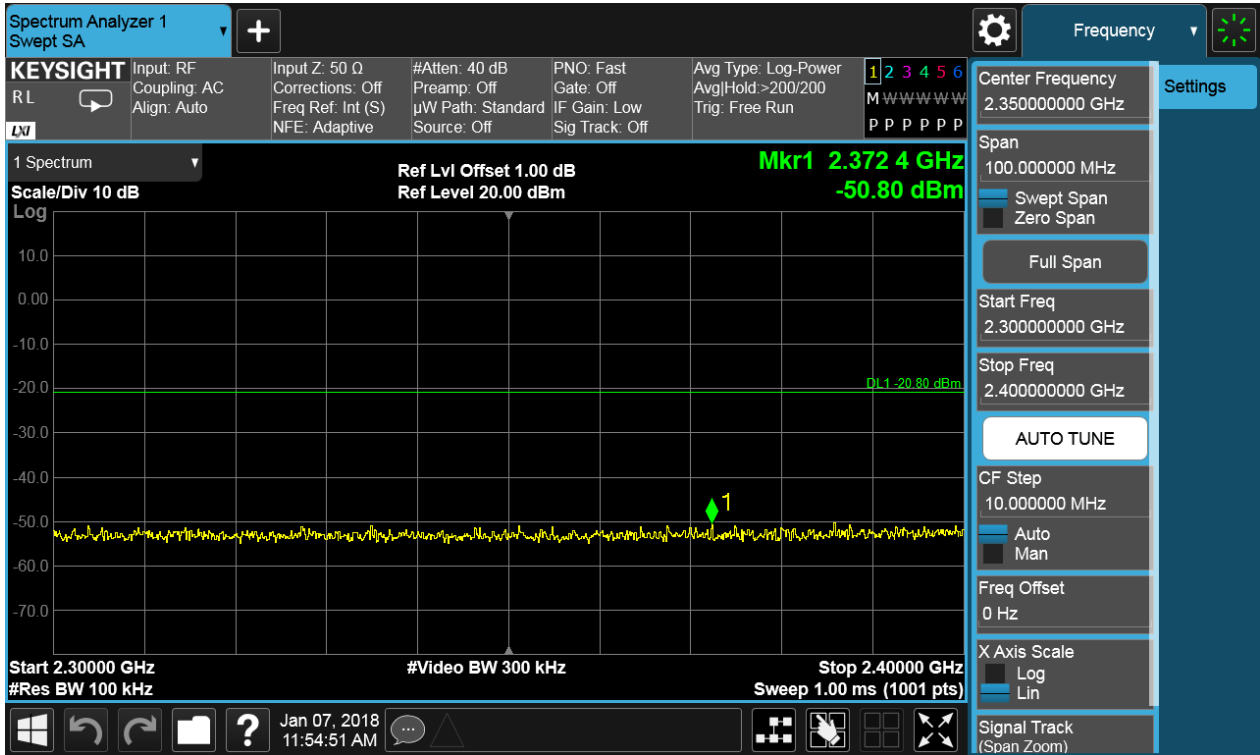 Spectrum Analyzer 1
Swept SA
+
Frequency
KEYSIGHT
RL
LXI
Input: RF
Coupling: AC
Align: Auto
Input Z: 50 Ω
Corrections: Off
Freq Ref: Int (S)
NFE: Adaptive
#Atten: 40 dB
Preamp: Off
µW Path: Standard
Source: Off
PNO: Fast
Gate: Off
IF Gain: Low
Sig Track: Off
Avg Type: Log-Power
Avg|Hold:>200/200
Trig: Free Run
1 2 3 4 5 6
M W W W W W
P P P P P P
1 Spectrum
Scale/Div 10 dB
Ref Lvl Offset 1.00 dB
Ref Level 20.00 dBm
Mkr1 2.372 4 GHz
-50.80 dBm
Log
10.0
0.00
-10.0
-20.0
-30.0
-40.0
-50.0
-60.0
-70.0
DL1 -20.80 dBm
1
Start 2.30000 GHz
#Res BW 100 kHz
#Video BW 300 kHz
Stop 2.40000 GHz
Sweep 1.00 ms (1001 pts)
?
Jan 07, 2018
11:54:51 AM
Center Frequency
2.350000000 GHz
Span
100.000000 MHz
Swept Span
Zero Span
Full Span
Start Freq
2.300000000 GHz
Stop Freq
2.400000000 GHz
AUTO TUNE
CF Step
10.000000 MHz
Auto
Man
Freq Offset
0 Hz
X Axis Scale
Log
Lin
Signal Track
(Span Zoom)
Settings